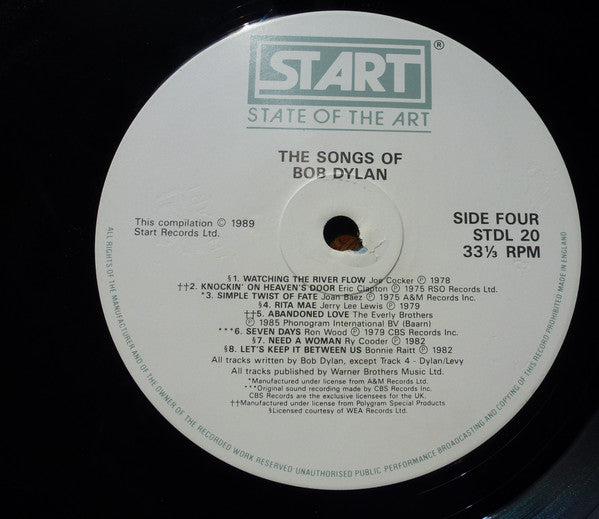 START®
STATE OF THE ART
THE SONGS OF
BOB DYLAN
This compilation © 1989
Start Records Ltd.
SIDE FOUR
STDL 20
33⅓ RPM
§1. WATCHING THE RIVER FLOW Joe Cocker ℗ 1978
††2. KNOCKIN' ON HEAVEN'S DOOR Eric Clapton ℗ 1975 RSO Records Ltd.
*3. SIMPLE TWIST OF FATE Joan Baez ℗ 1975 A&M Records Inc.
§4. RITA MAE Jerry Lee Lewis ℗ 1979
††5. ABANDONED LOVE The Everly Brothers
℗ 1985 Phonogram International BV (Baarn)
***6. SEVEN DAYS Ron Wood ℗ 1979 CBS Records Inc.
§7. NEED A WOMAN Ry Cooder ℗ 1982
§8. LET'S KEEP IT BETWEEN US Bonnie Raitt ℗ 1982
All tracks written by Bob Dylan, except Track 4 - Dylan/Levy
All tracks published by Warner Brothers Music Ltd.
*Manufactured under license from A&M Records Ltd.
***Original sound recording made by CBS Records Inc.
CBS Records are the exclusive licensees for the UK.
††Manufactured under license from Polygram Special Products
§Licensed courtesy of WEA Records Ltd.
ALL RIGHTS OF THE MANUFACTURER AND OF THE OWNER OF THE RECORDED WORK RESERVED UNAUTHORISED PUBLIC PERFORMANCE BROADCASTING AND COPYING OF THIS RECORD PROHIBITED MADE IN ENGLAND